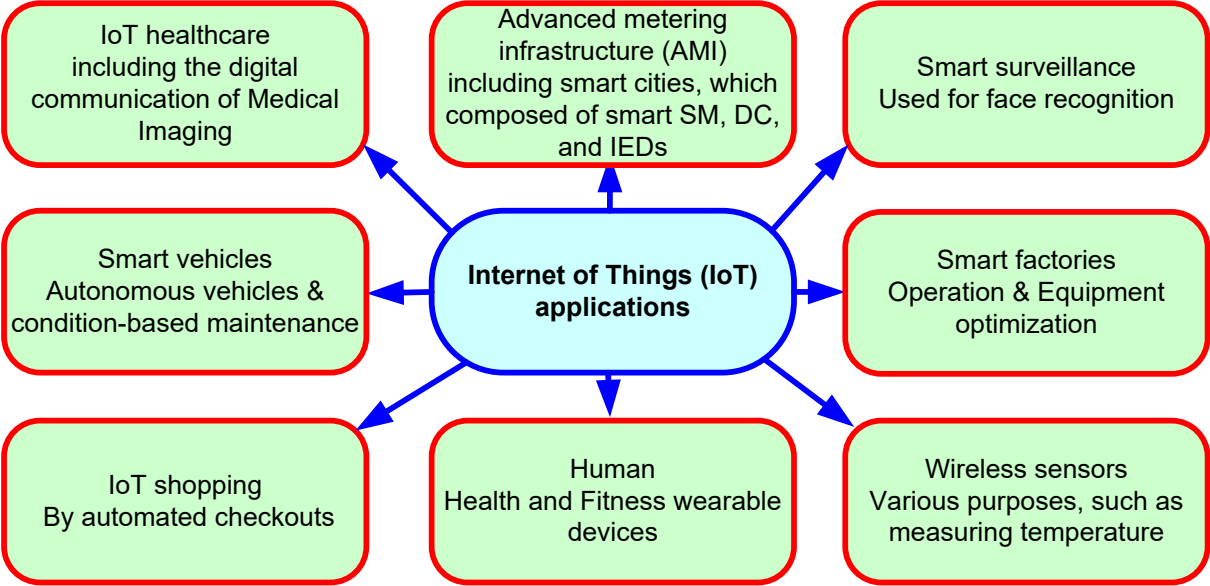 IoT healthcare
including the digital
communication of Medical
Imaging
Advanced metering
infrastructure (AMI)
including smart cities, which
composed of smart SM, DC,
and IEDs
Smart surveillance
Used for face recognition
Smart vehicles
Autonomous vehicles &
condition-based maintenance
Internet of Things (IoT)
applications
Smart factories
Operation & Equipment
optimization
IoT shopping
By automated checkouts
Human
Health and Fitness wearable
devices
Wireless sensors
Various purposes, such as
measuring temperature